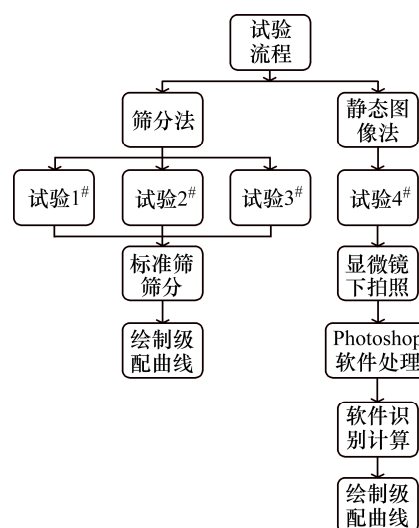 试验
流程
筛分法
静态图
像法
试验1#
试验2#
试验3#
试验4#
标准筛
筛分
显微镜
下拍照
绘制级
配曲线
Photoshop
软件处理
软件识
别计算
绘制级
配曲线